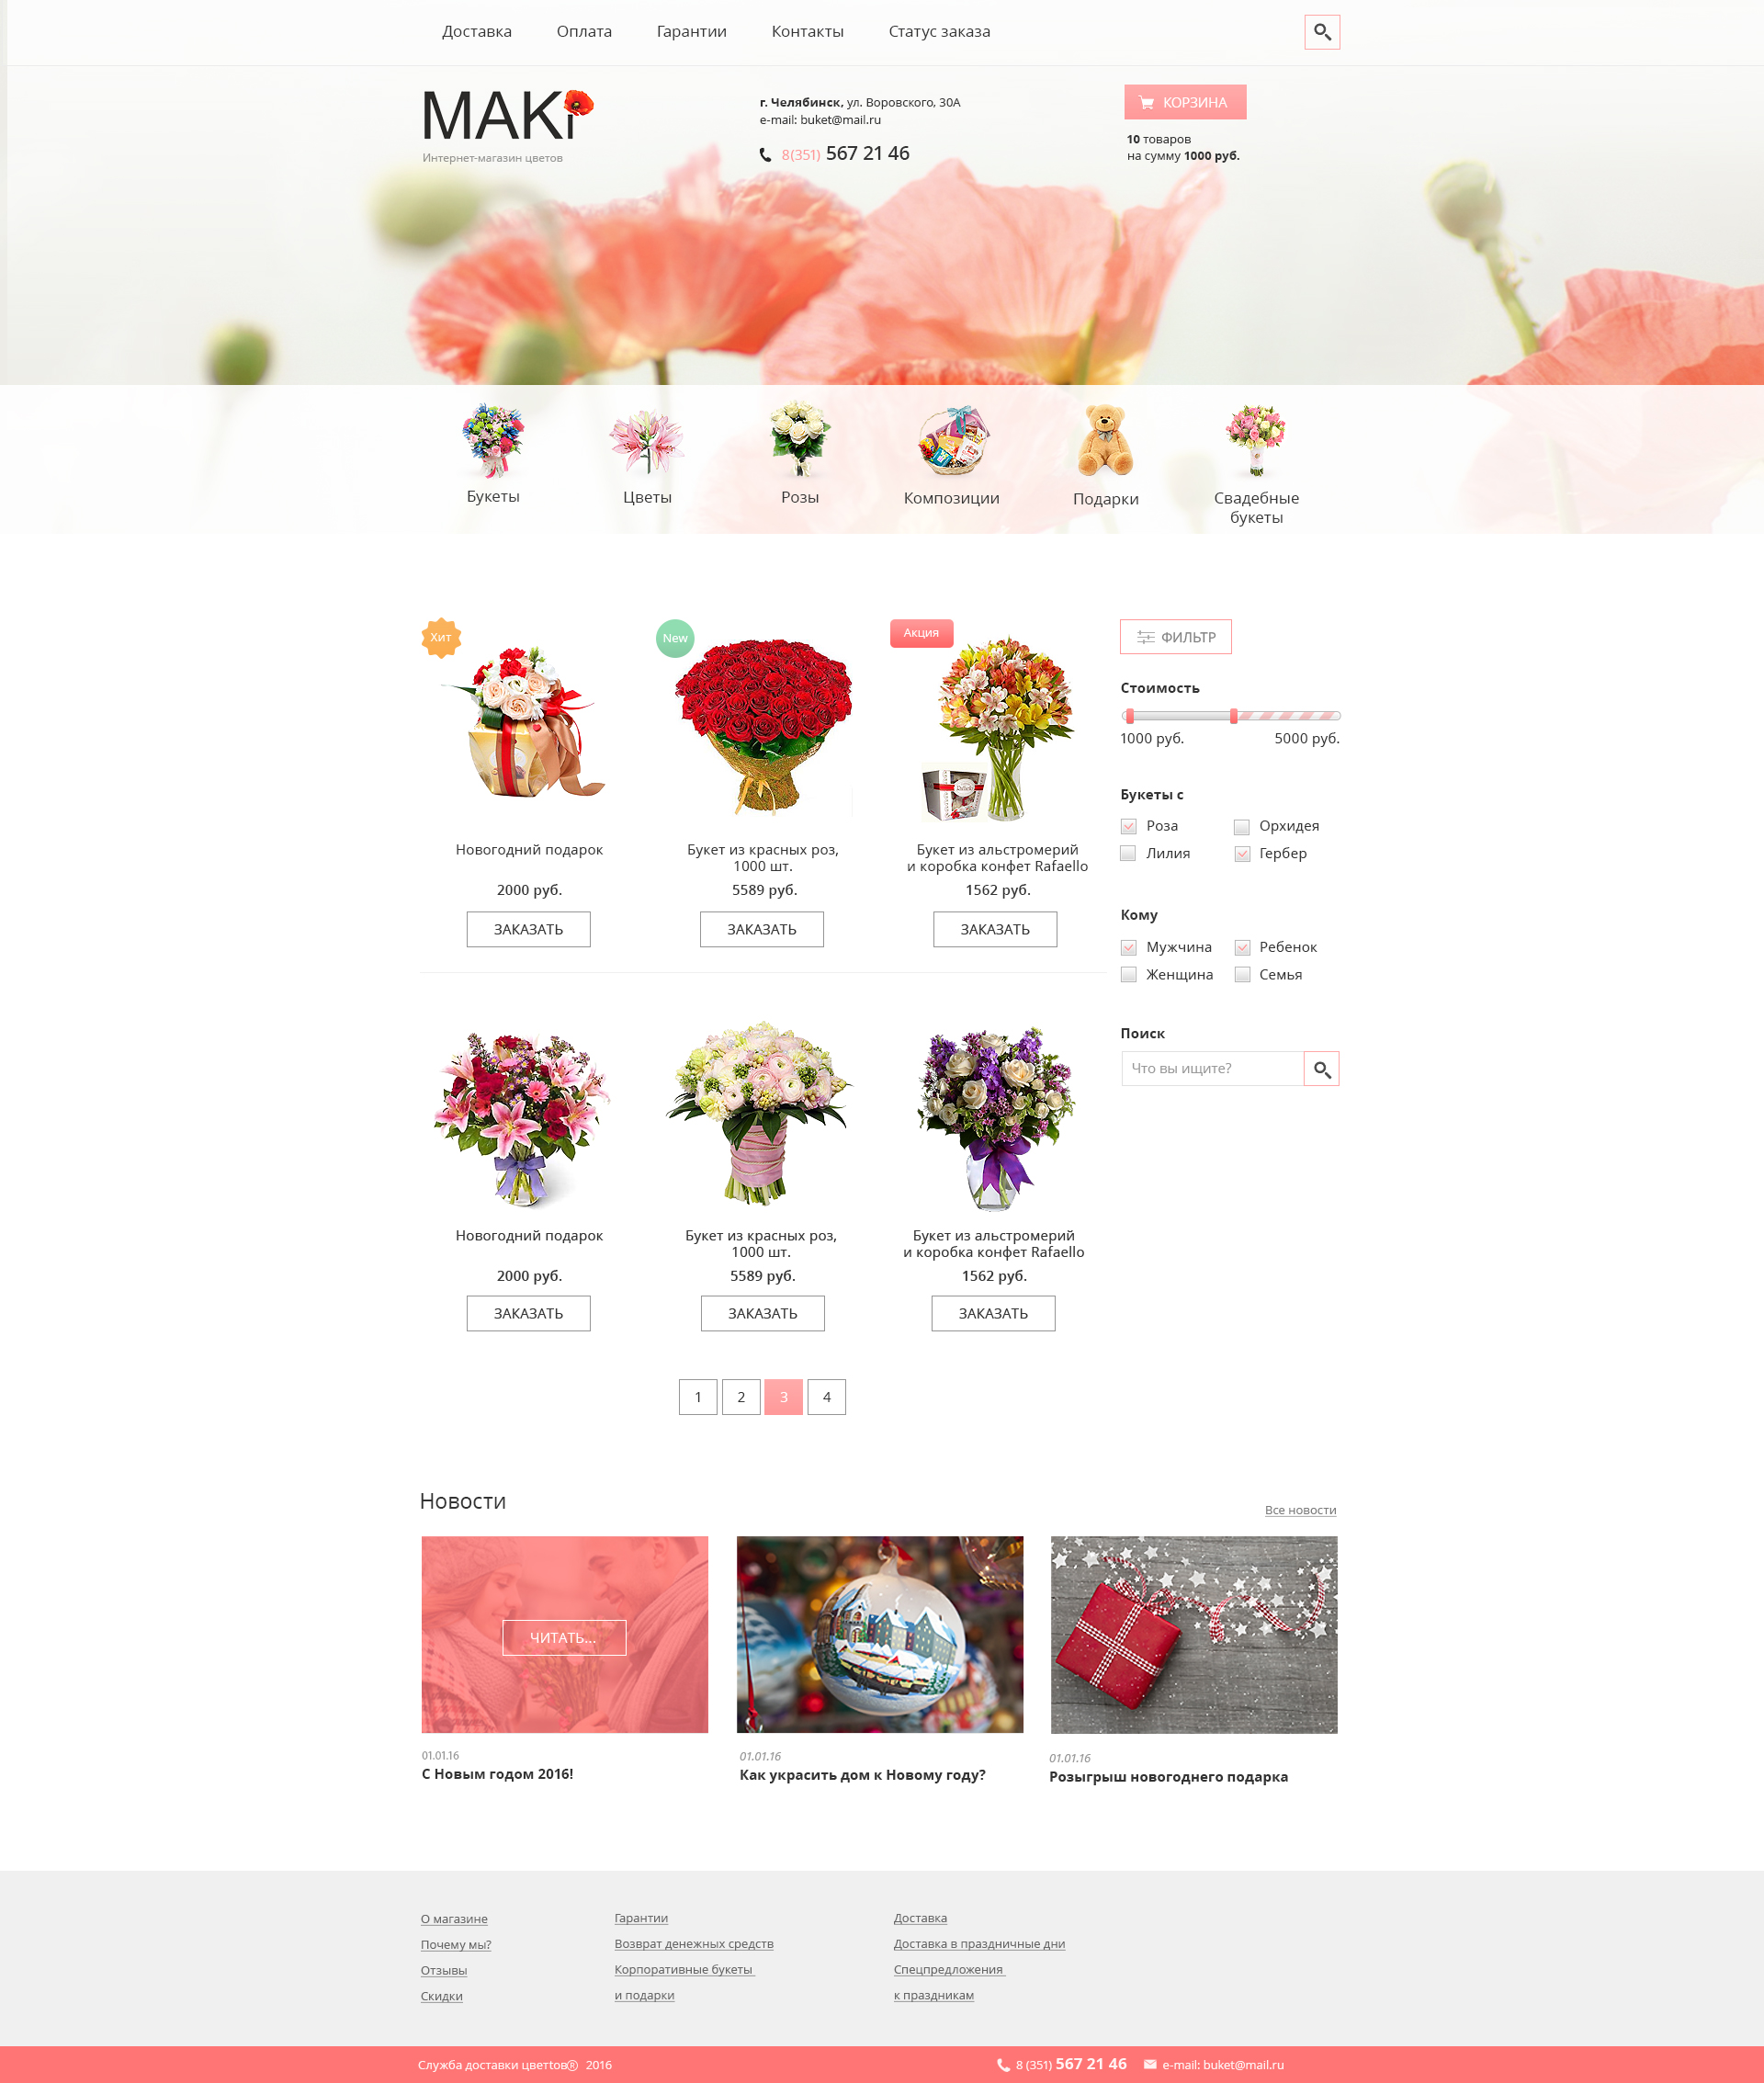 Доставка Оплата Гарантии Контакты Статус заказа
MAKi
Интернет-магазин цветов
г. Челябинск, ул. Воровского, 30А
e-mail: buket@mail.ru
8(351) 567 21 46
КОРЗИНА
10 товаров
на сумму 1000 руб.
Букеты
Цветы
Розы
Композиции
Подарки
Свадебные
букеты
Хит
New
Акция
Новогодний подарок
2000 руб.
ЗАКАЗАТЬ
Букет из красных роз,
1000 шт.
5589 руб.
ЗАКАЗАТЬ
Букет из альстромерий
и коробка конфет Rafaello
1562 руб.
ЗАКАЗАТЬ
ФИЛЬТР
Стоимость
1000 руб. 5000 руб.
Букеты с
Роза Орхидея
Лилия Гербер
Кому
Мужчина Ребенок
Женщина Семья
Поиск
Что вы ищите?
Новогодний подарок
2000 руб.
ЗАКАЗАТЬ
Букет из красных роз,
1000 шт.
5589 руб.
ЗАКАЗАТЬ
Букет из альстромерий
и коробка конфет Rafaello
1562 руб.
ЗАКАЗАТЬ
1 2 3 4
Новости
Все новости
ЧИТАТЬ...
01.01.16
С Новым годом 2016!
01.01.16
Как украсить дом к Новому году?
01.01.16
Розыгрыш новогоднего подарка
О магазине
Почему мы?
Отзывы
Скидки
Гарантии
Возврат денежных средств
Корпоративные букеты
и подарки
Доставка
Доставка в праздничные дни
Спецпредложения
к праздникам
Служба доставки цветtов® 2016
8 (351) 567 21 46
e-mail: buket@mail.ru